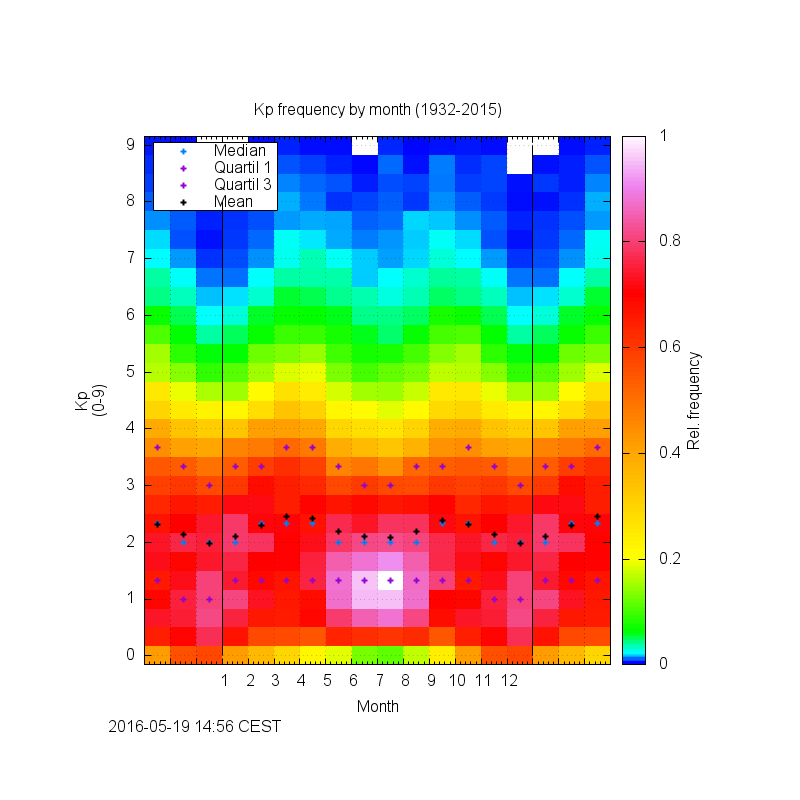 Kp frequency by month (1932-2015)
Median
Quartil 1
Quartil 3
Mean
9
8
7
6
5
4
3
2
1
0
Kp
(0-9)
1 2 3 4 5 6 7 8 9 10 11 12
Month
1
0.8
0.6
0.4
0.2
0
Rel. frequency
2016-05-19 14:56 CEST